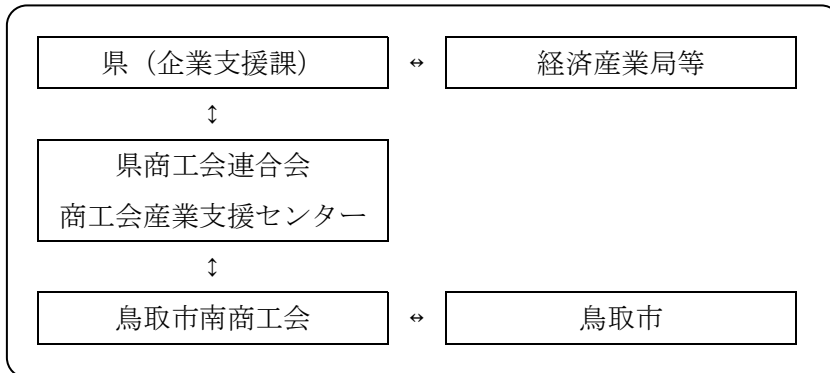 県（企業支援課） ↔ 経済産業局等
↕
県商工会連合会
商工会産業支援センター
↕
鳥取市南商工会 ↔ 鳥取市